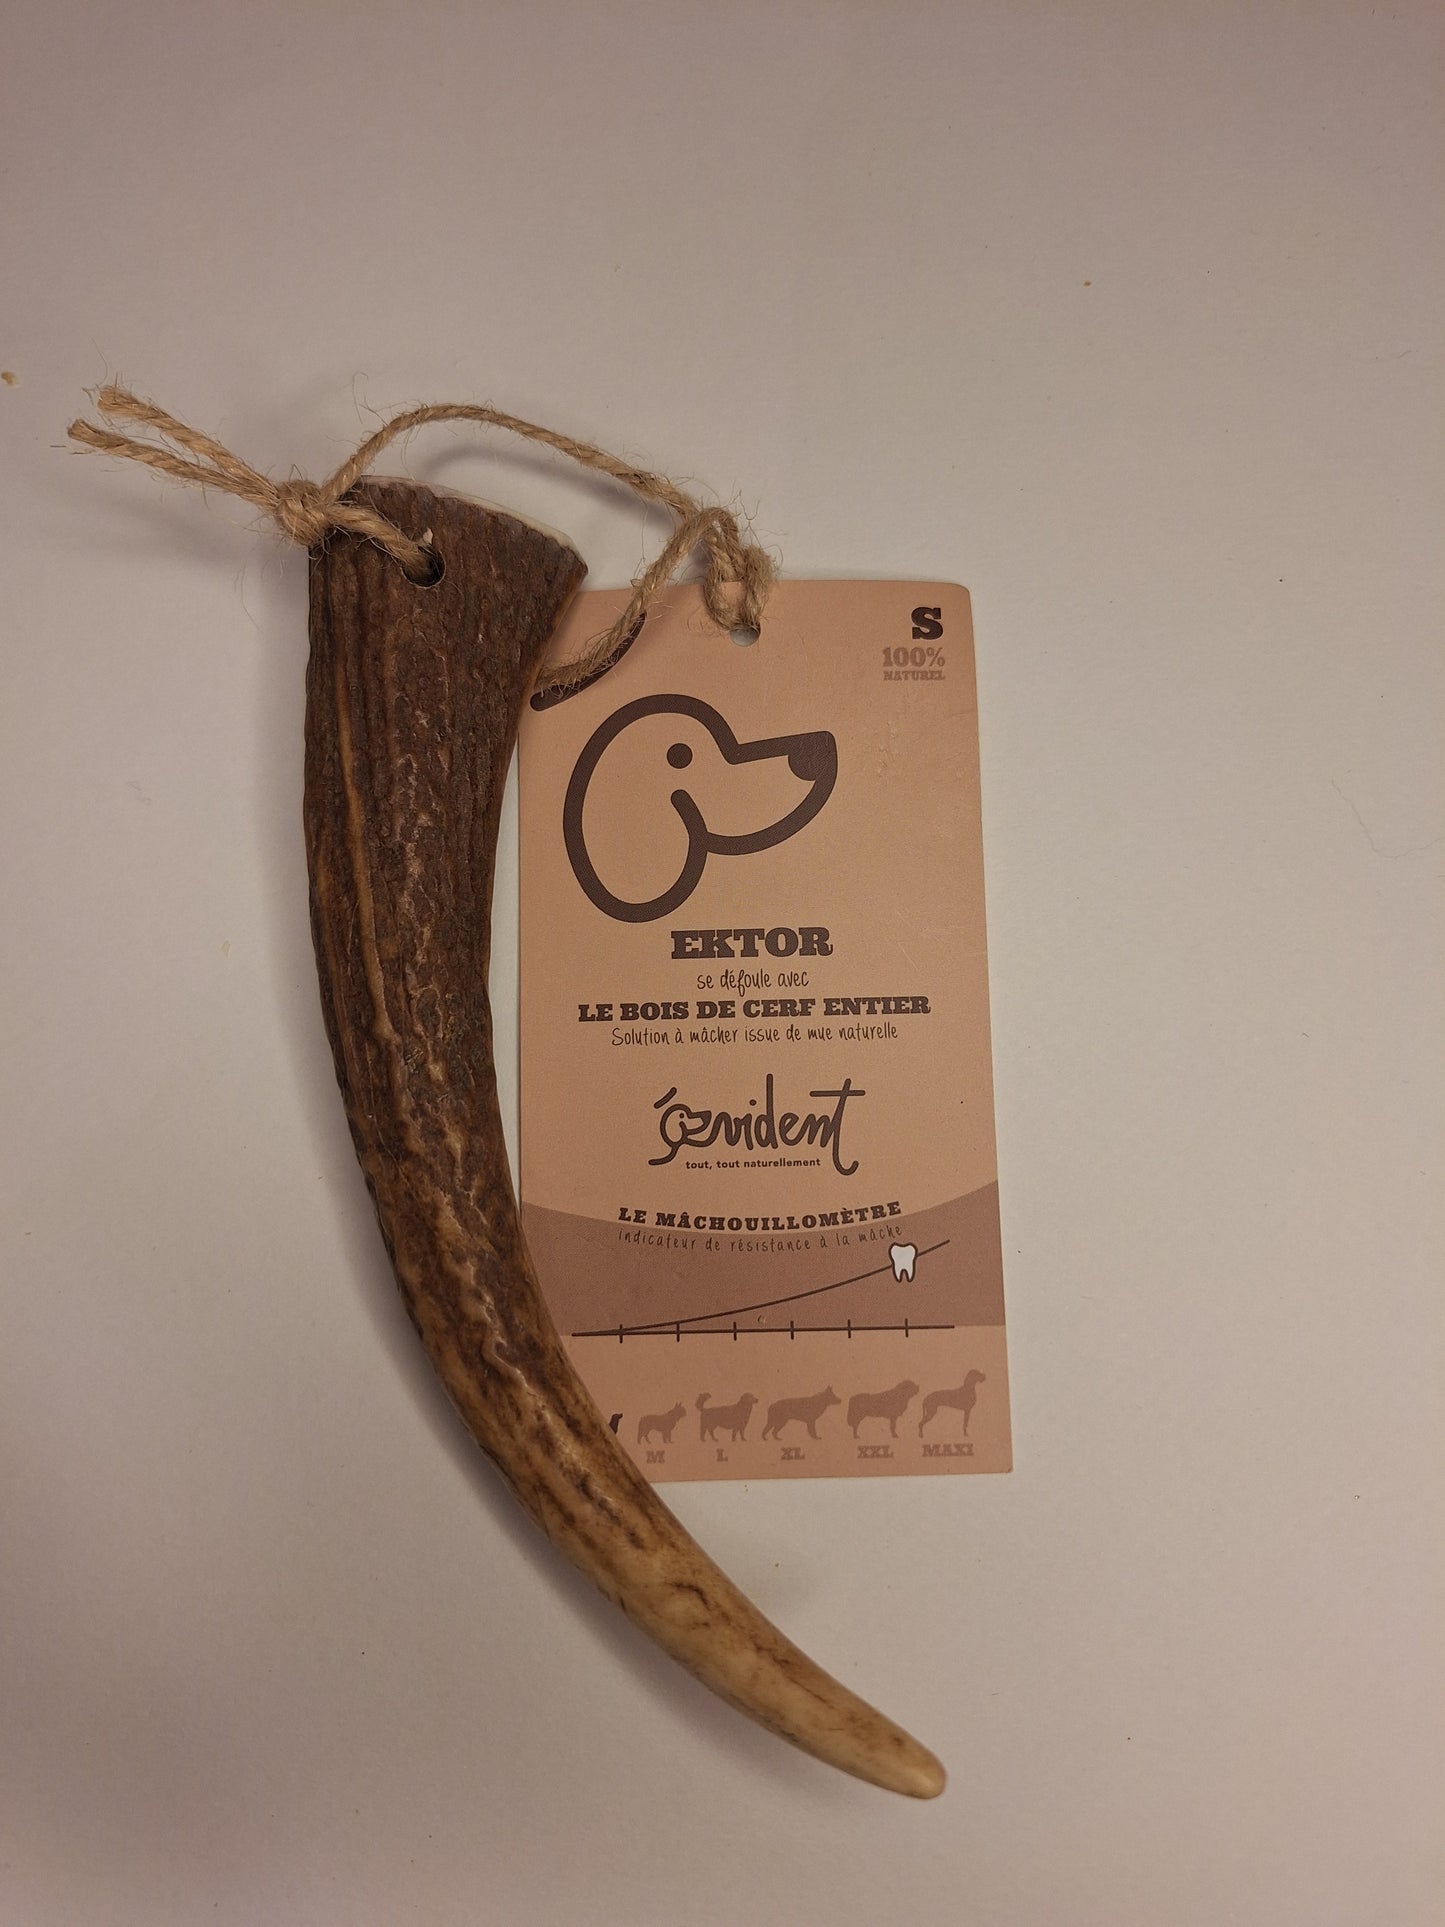 S
100%
NATUREL
EKTOR
se défoule avec
LE BOIS DE CERF ENTIER
Solution à mâcher issue de mue naturelle
évident
tout, tout naturellement
LE MÂCHOUILLOMÈTRE
indicateur de résistance à la mâche
M L XL XXL MAXI